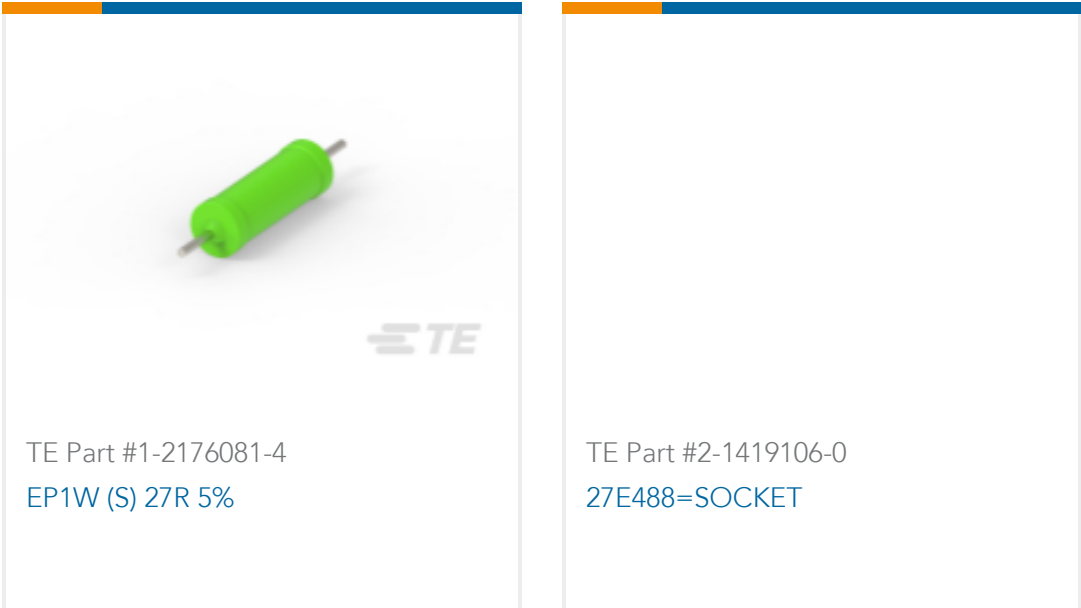 TE
TE Part #1-2176081-4
EP1W (S) 27R 5%
TE Part #2-1419106-0
27E488=SOCKET